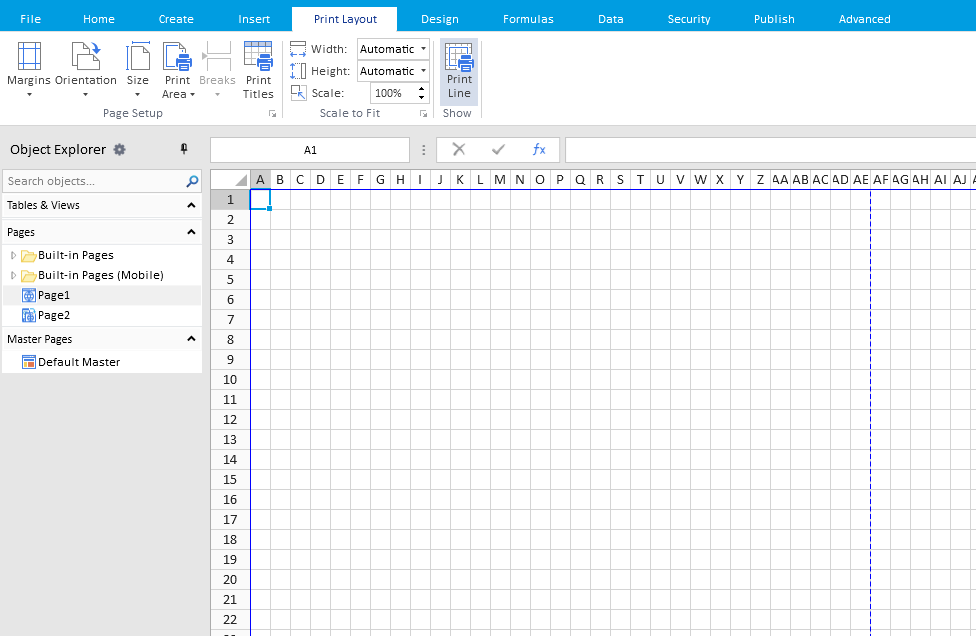 File Home Create Insert Print Layout Design Formulas Data Security Publish Advanced
Margins Orientation Size Print Area Breaks Print Titles
Page Setup
Width: Automatic
Height: Automatic
Scale: 100%
Scale to Fit
Print Line
Show
Object Explorer
A1
fx
Search objects...
Tables & Views
Pages
Built-in Pages
Built-in Pages (Mobile)
Page1
Page2
Master Pages
Default Master
A B C D E F G H I J K L M N O P Q R S T U V W X Y Z AA AB AC AD AE AF AG AH AI AJ
1
2
3
4
5
6
7
8
9
10
11
12
13
14
15
16
17
18
19
20
21
22